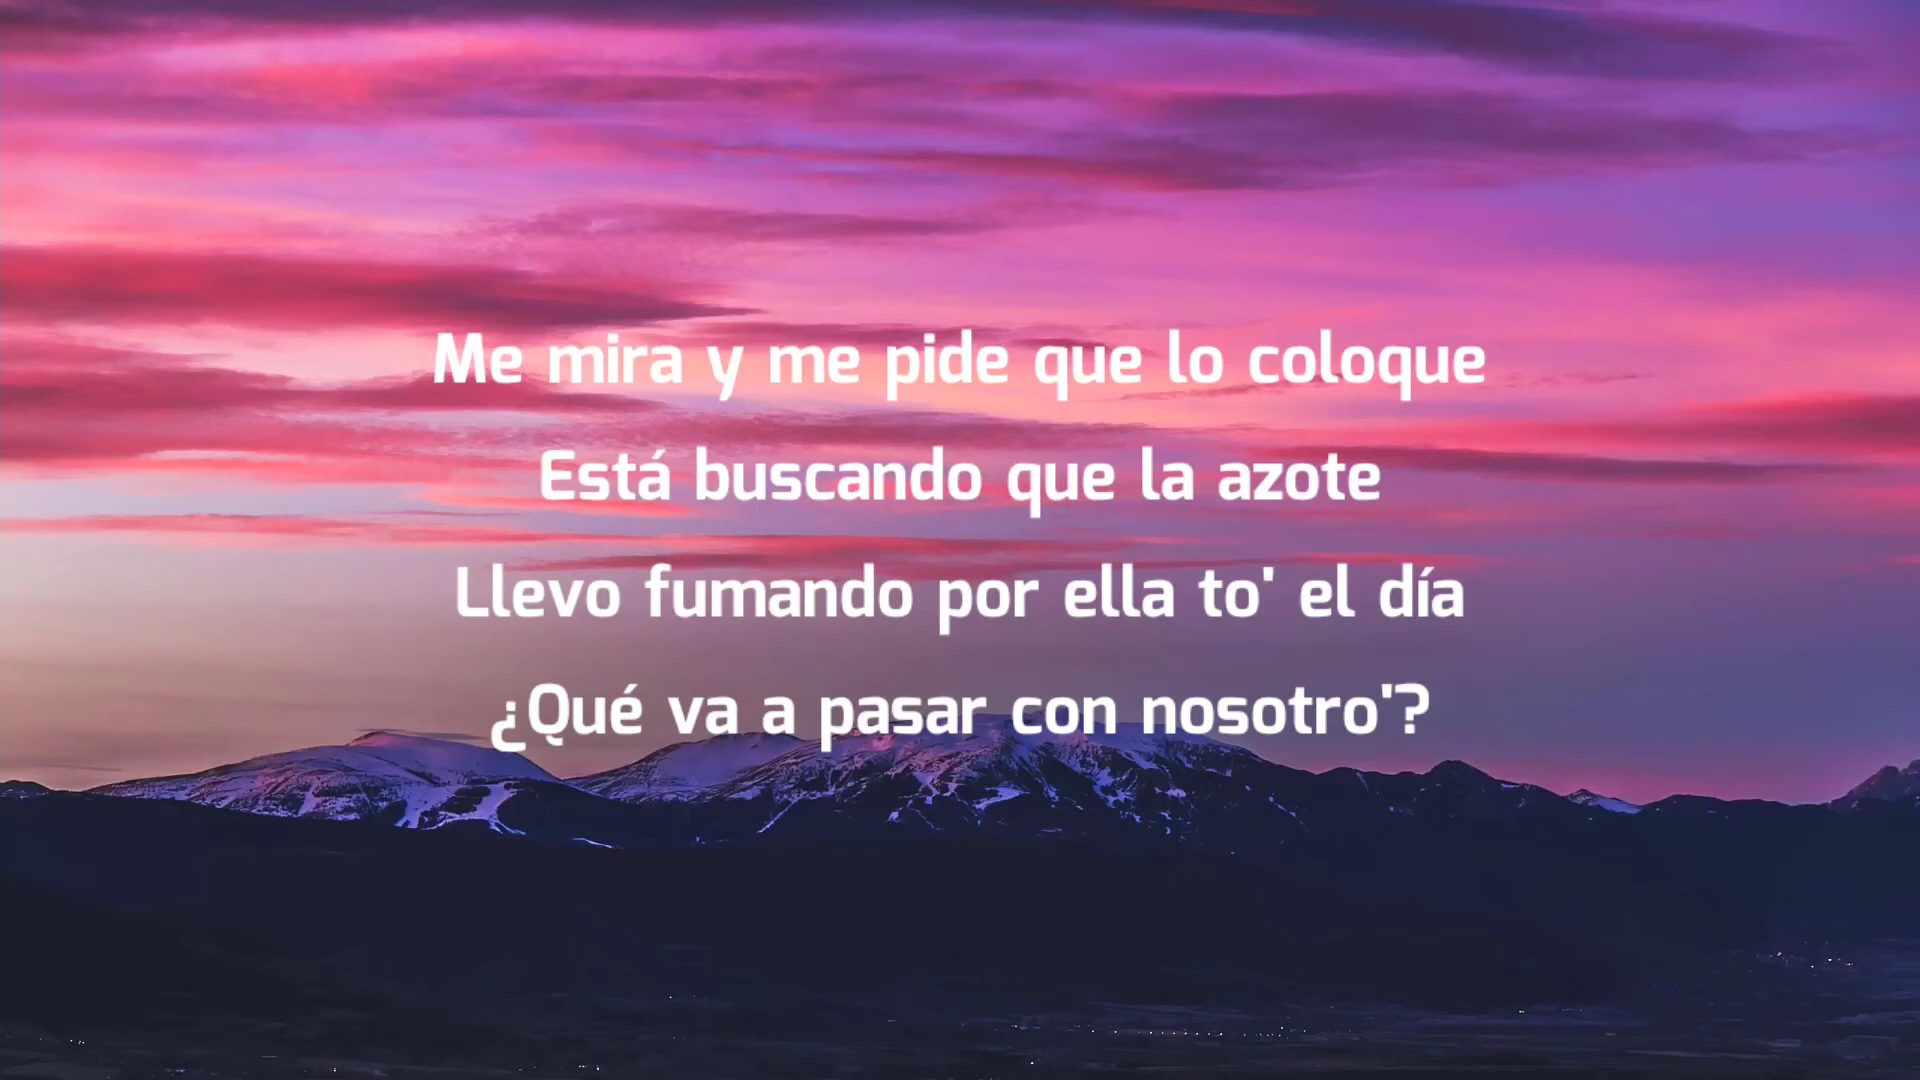 Me mira y me pide que lo coloque
Está buscando que la azote
Llevo fumando por ella to' el día
¿Qué va a pasar con nosotro'?